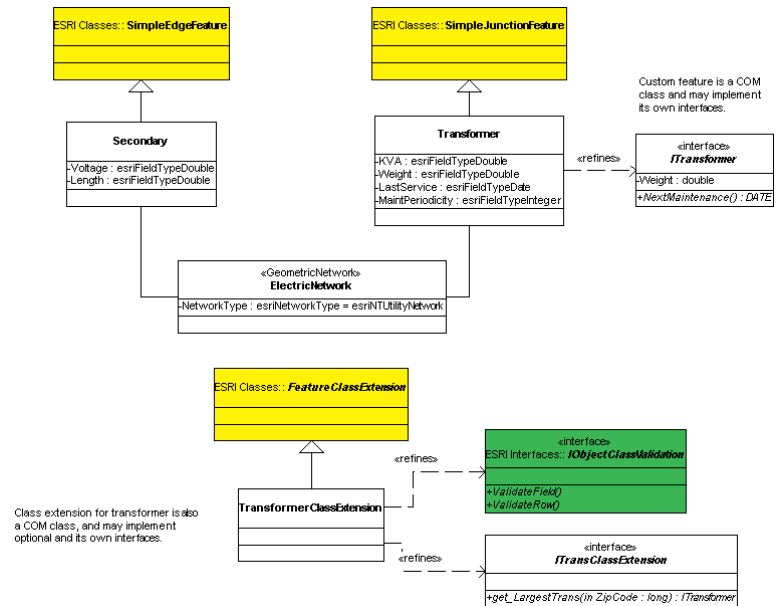 ESRI Classes:: SimpleEdgeFeature
ESRI Classes:: SimpleJunctionFeature
Custom feature is a COM
class and may implement
its own interfaces.
Secondary
-Voltage : esriFieldTypeDouble
-Length : esriFieldTypeDouble
Transformer
-KVA : esriFieldTypeDouble
-Weight : esriFieldTypeDouble
-LastService : esriFieldTypeDate
-MaintPeriodicity : esriFieldTypeInteger
«refines»
«interface»
ITransformer
-Weight : double
+NextMaintenance() : DATE
«GeometricNetwork»
ElectricNetwork
-NetworkType : esriNetworkType = esriNTUtilityNetwork
ESRI Classes:: FeatureClassExtension
«refines»
«interface»
ESRI Interfaces:: IObjectClassValidation
+ValidateField()
+ValidateRow()
TransformerClassExtension
Class extension for transformer is also
a COM class, and may implement
optional and its own interfaces.
«refines»
«interface»
ITransClassExtension
+get_LargestTrans(in ZipCode : long) : ITransformer